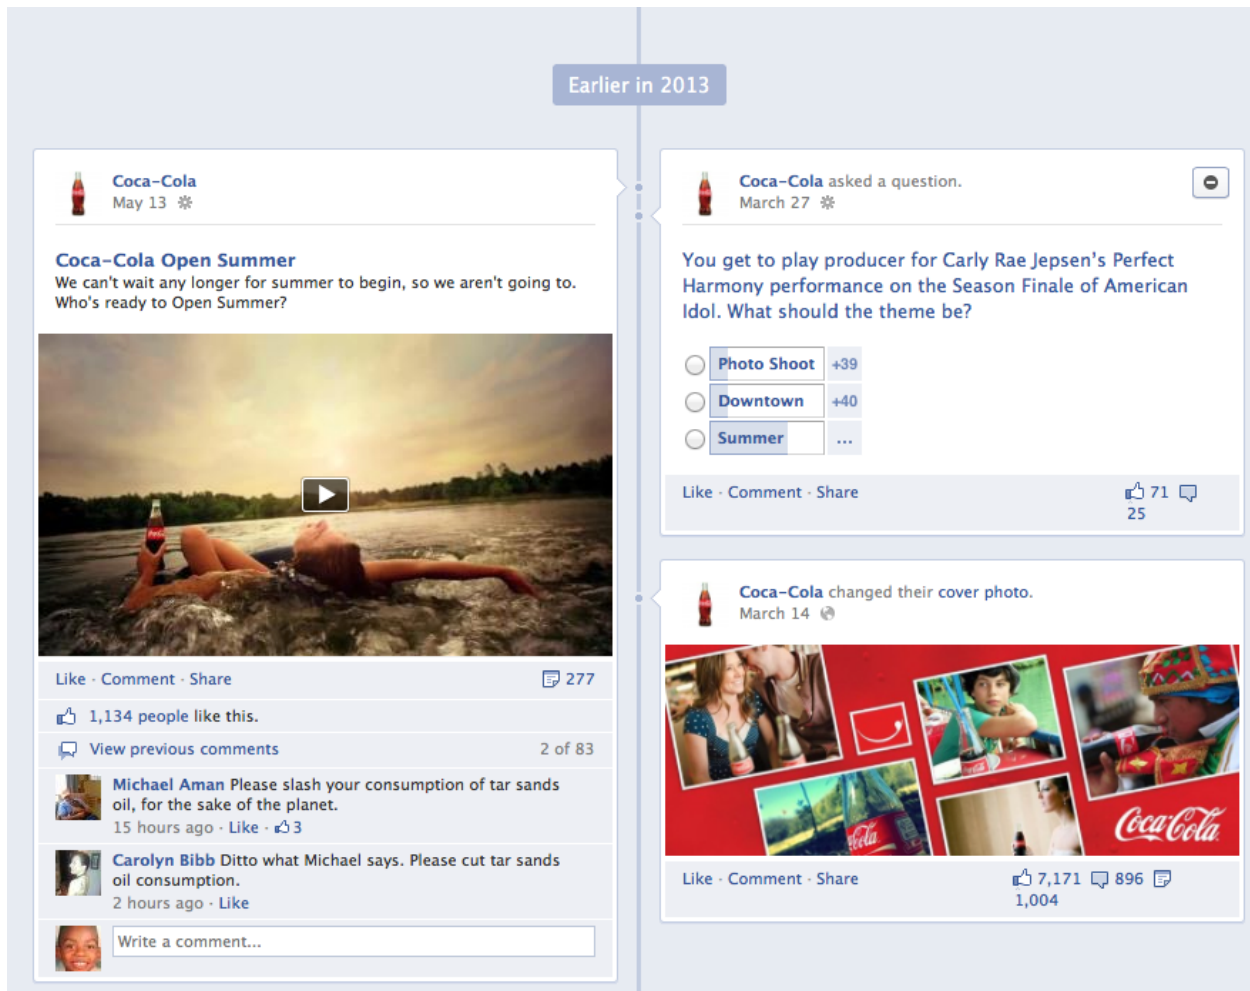 Earlier in 2013
Coca-Cola
May 13
Coca-Cola Open Summer
We can't wait any longer for summer to begin, so we aren't going to.
Who's ready to Open Summer?
Like · Comment · Share
277
1,134 people like this.
View previous comments
2 of 83
Michael Aman Please slash your consumption of tar sands
oil, for the sake of the planet.
15 hours ago · Like · 3
Carolyn Bibb Ditto what Michael says. Please cut tar sands
oil consumption.
2 hours ago · Like
Write a comment...
Coca-Cola asked a question.
March 27
You get to play producer for Carly Rae Jepsen's Perfect
Harmony performance on the Season Finale of American
Idol. What should the theme be?
Photo Shoot +39
Downtown +40
Summer ...
Like · Comment · Share
71
25
Coca-Cola changed their cover photo.
March 14
Coca-Cola
Like · Comment · Share
7,171 896
1,004